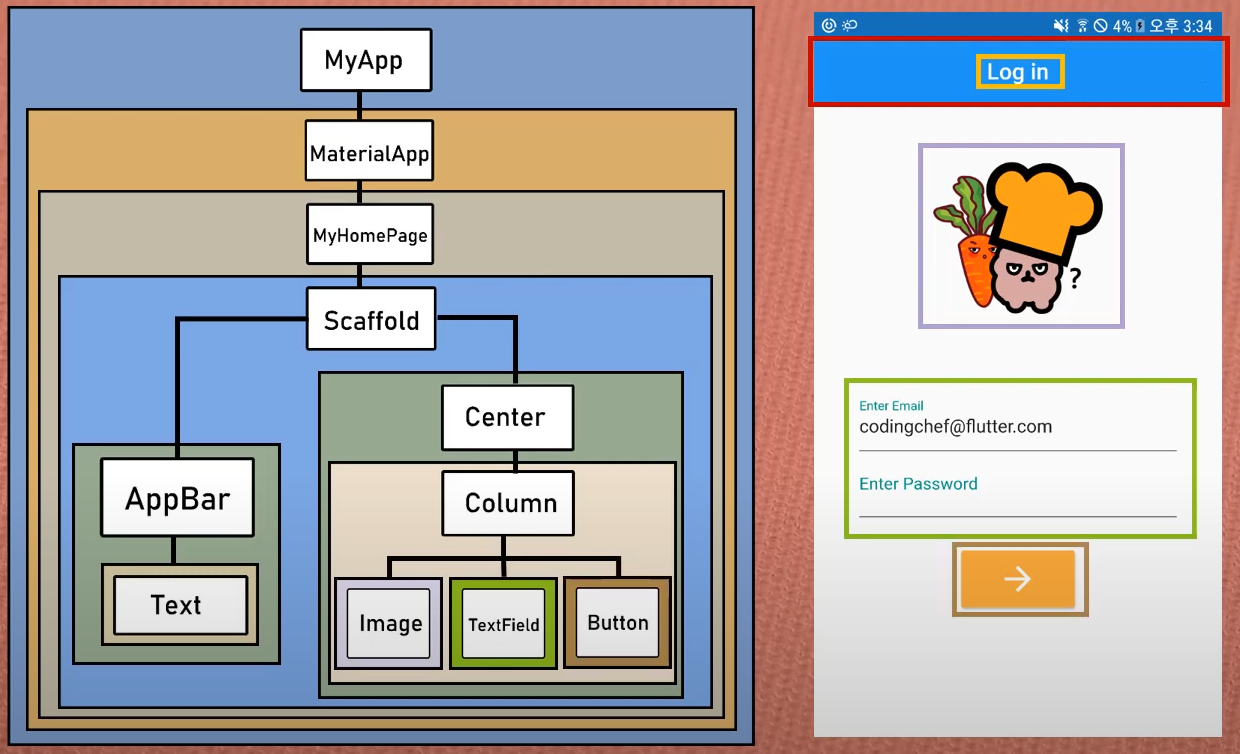 MyApp
MaterialApp
MyHomePage
Scaffold
Center
AppBar
Column
Text
Image
TextField
Button
4% 오후 3:34
Log in
?
Enter Email
codingchef@flutter.com
Enter Password